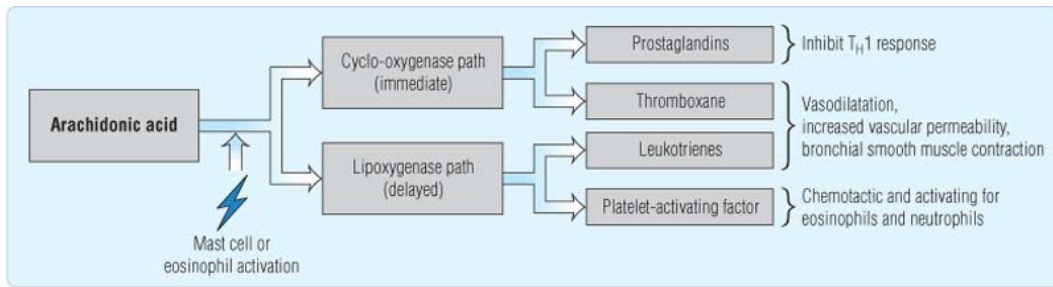 Arachidonic acid
Mast cell or
eosinophil activation
Cyclo-oxygenase path
(immediate)
Lipoxygenase path
(delayed)
Prostaglandins
Thromboxane
Leukotrienes
Platelet-activating factor
Inhibit TH1 response
Vasodilatation,
increased vascular permeability,
bronchial smooth muscle contraction
Chemotactic and activating for
eosinophils and neutrophils